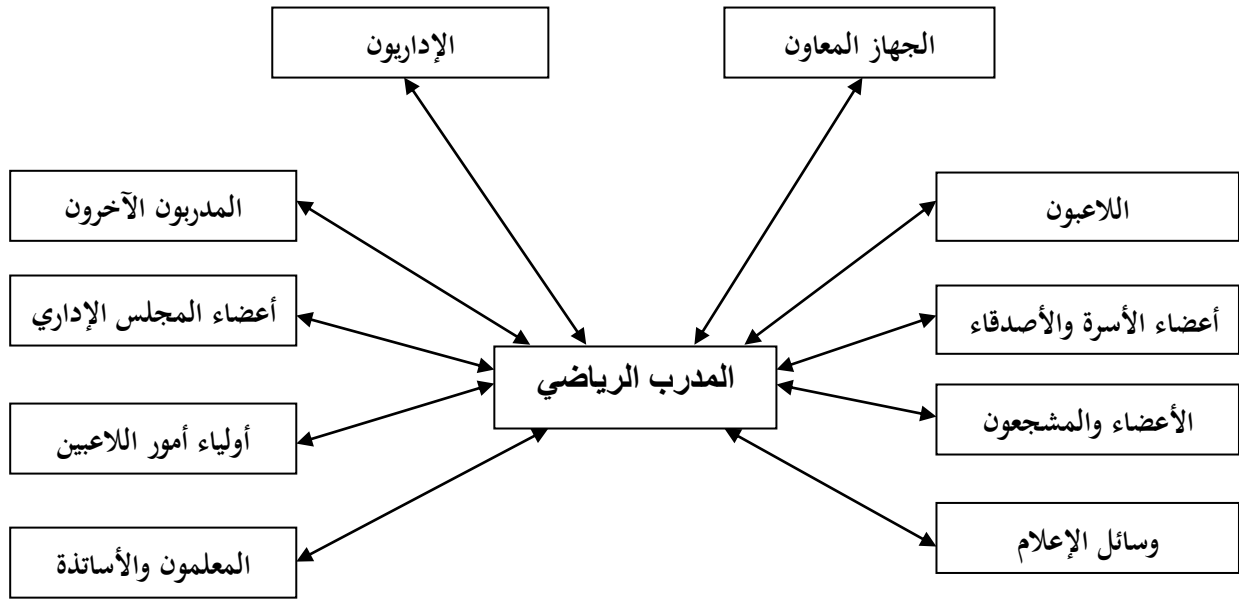 الجهاز المعاون
الإداريون
اللاعبون
المدربون الآخرون
أعضاء الأسرة والأصدقاء
أعضاء المجلس الإداري
المدرب الرياضي
الأعضاء والمشجعون
أولياء أمور اللاعبين
وسائل الإعلام
المعلمون والأساتذة